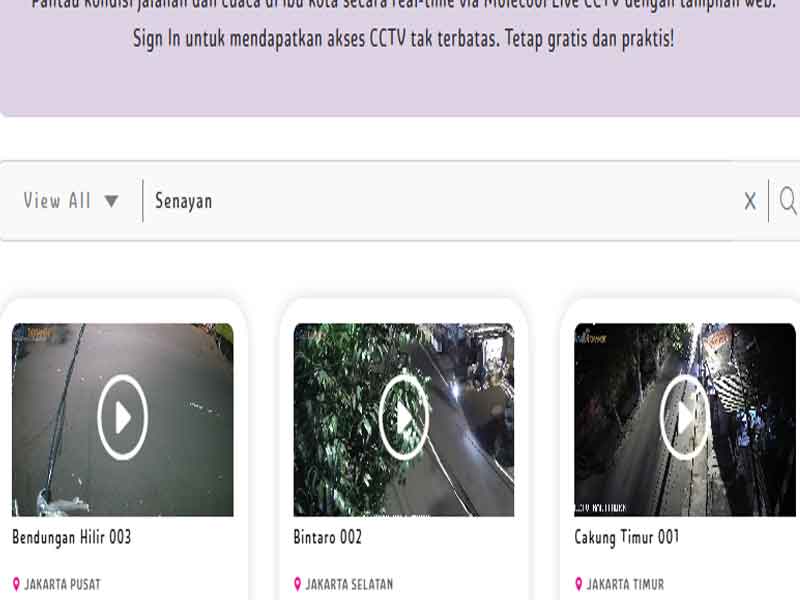 Pantau kondisi jalanan dan cuaca di ibu kota secara real-time via Molecool Live CCTV dengan tampilan web.
Sign In untuk mendapatkan akses CCTV tak terbatas. Tetap gratis dan praktis!
View All
Senayan
X
Bendungan Hilir 003
Bintaro 002
Cakung Timur 001
JAKARTA PUSAT
JAKARTA SELATAN
JAKARTA TIMUR